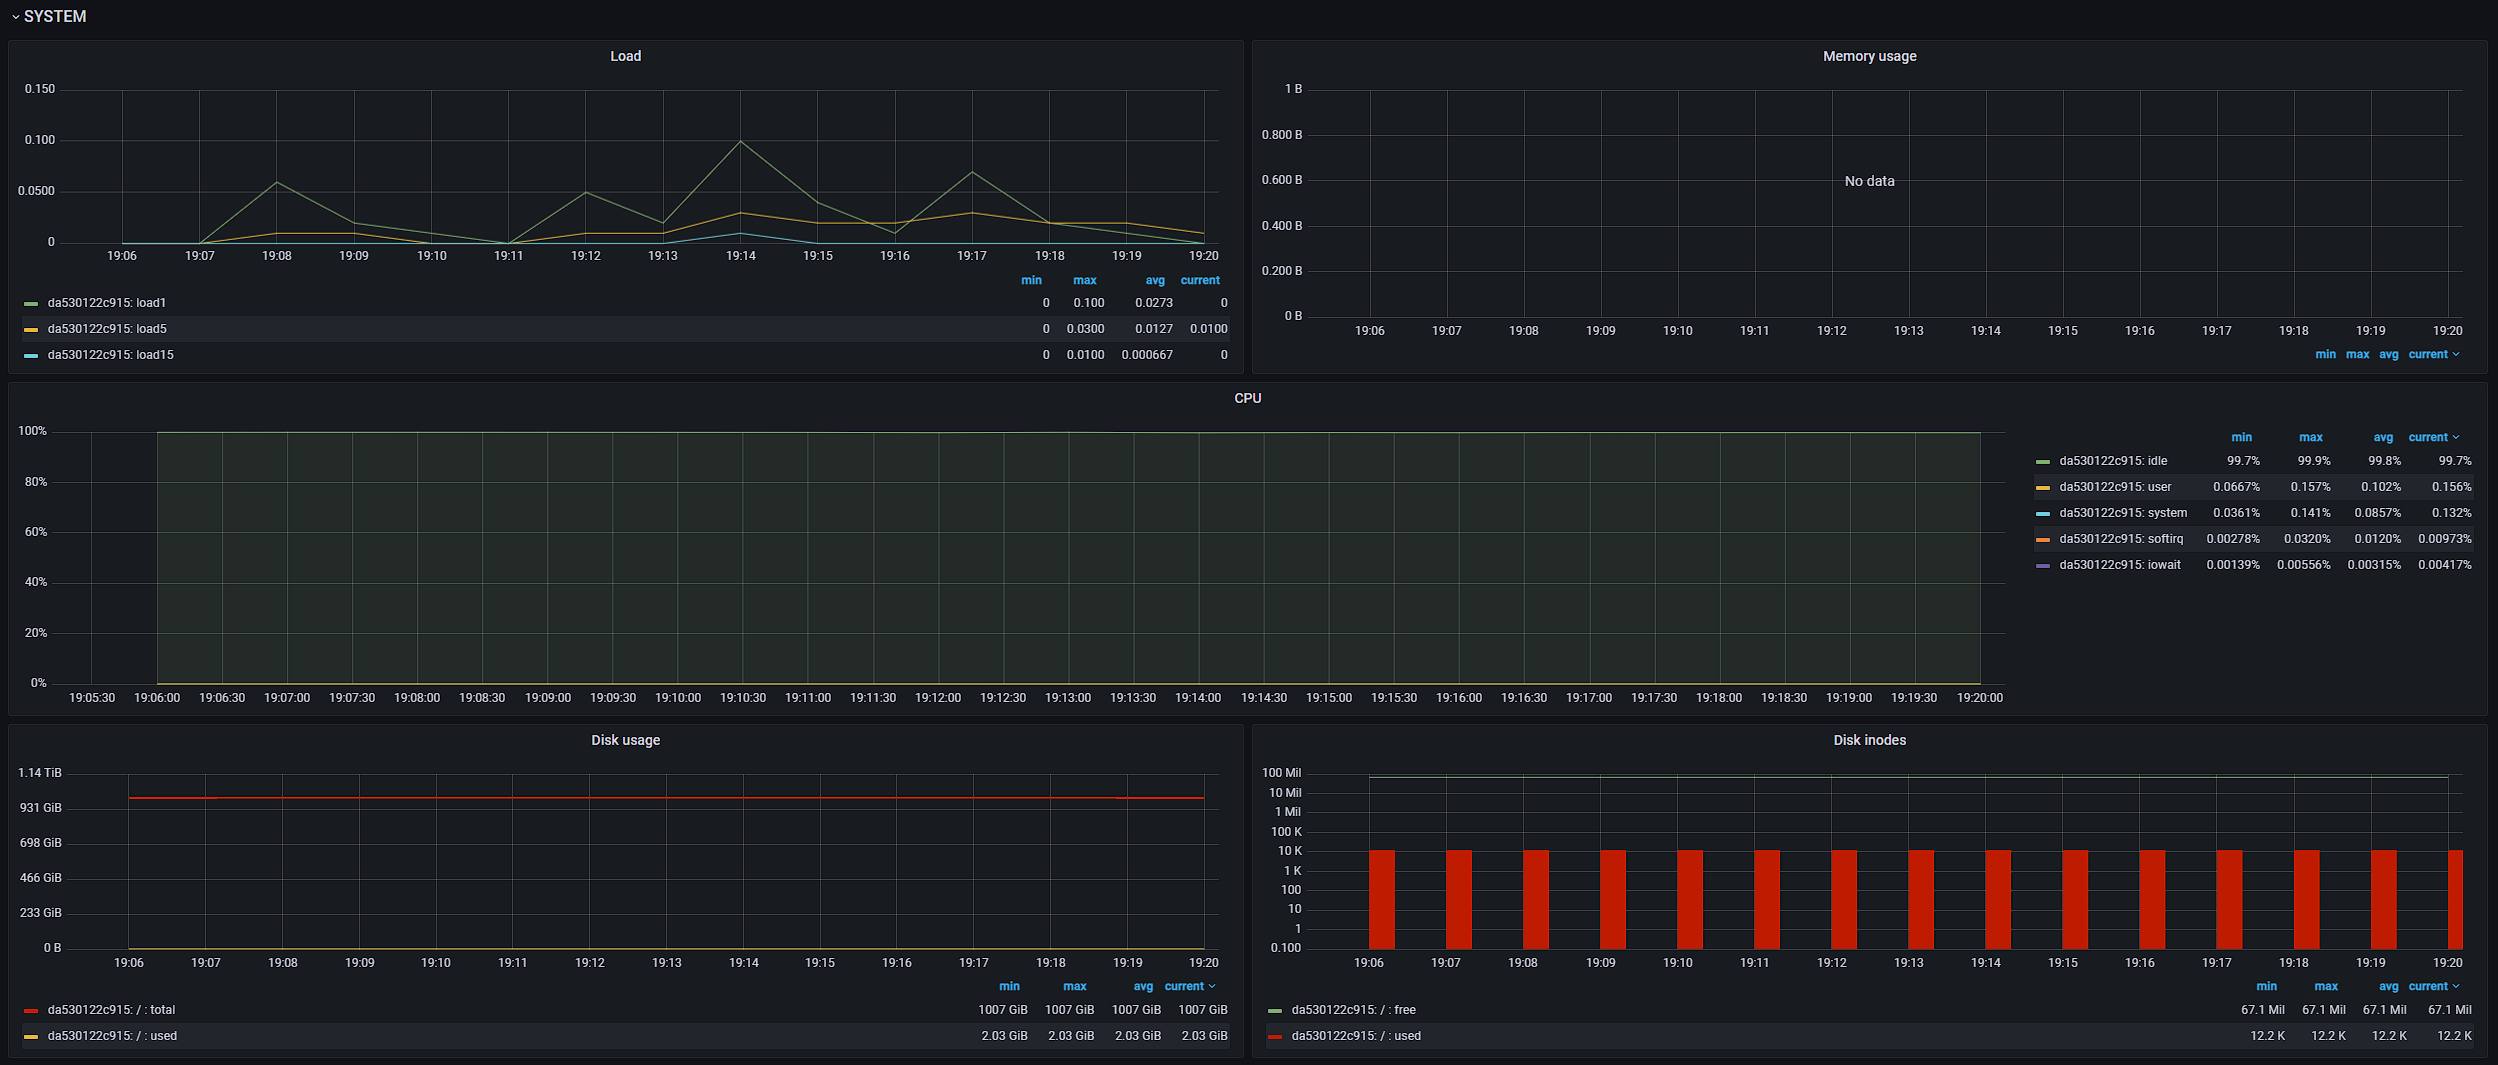 SYSTEM
Load
0.150
0.100
0.0500
0
19:06 19:07 19:08 19:09 19:10 19:11 19:12 19:13 19:14 19:15 19:16 19:17 19:18 19:19 19:20
min max avg current
da530122c915: load1 0 0.100 0.0273 0
da530122c915: load5 0 0.0300 0.0127 0.0100
da530122c915: load15 0 0.0100 0.000667 0
Memory usage
1 B
0.800 B
0.600 B
0.400 B
0.200 B
0 B
No data
19:06 19:07 19:08 19:09 19:10 19:11 19:12 19:13 19:14 19:15 19:16 19:17 19:18 19:19 19:20
min max avg current
CPU
100%
80%
60%
40%
20%
0%
19:05:30 19:06:00 19:06:30 19:07:00 19:07:30 19:08:00 19:08:30 19:09:00 19:09:30 19:10:00 19:10:30 19:11:00 19:11:30 19:12:00 19:12:30 19:13:00 19:13:30 19:14:00 19:14:30 19:15:00 19:15:30 19:16:00 19:16:30 19:17:00 19:17:30 19:18:00 19:18:30 19:19:00 19:19:30 19:20:00
min max avg current
da530122c915: idle 99.7% 99.9% 99.8% 99.7%
da530122c915: user 0.0667% 0.157% 0.102% 0.156%
da530122c915: system 0.0361% 0.141% 0.0857% 0.132%
da530122c915: softirq 0.00278% 0.0320% 0.0120% 0.00973%
da530122c915: iowait 0.00139% 0.00556% 0.00315% 0.00417%
Disk usage
1.14 TiB
931 GiB
698 GiB
466 GiB
233 GiB
0 B
19:06 19:07 19:08 19:09 19:10 19:11 19:12 19:13 19:14 19:15 19:16 19:17 19:18 19:19 19:20
min max avg current
da530122c915: / : total 1007 GiB 1007 GiB 1007 GiB 1007 GiB
da530122c915: / : used 2.03 GiB 2.03 GiB 2.03 GiB 2.03 GiB
Disk inodes
100 Mil
10 Mil
1 Mil
100 K
10 K
1 K
100
10
1
0.100
19:06 19:07 19:08 19:09 19:10 19:11 19:12 19:13 19:14 19:15 19:16 19:17 19:18 19:19 19:20
min max avg current
da530122c915: / : free 67.1 Mil 67.1 Mil 67.1 Mil 67.1 Mil
da530122c915: / : used 12.2 K 12.2 K 12.2 K 12.2 K